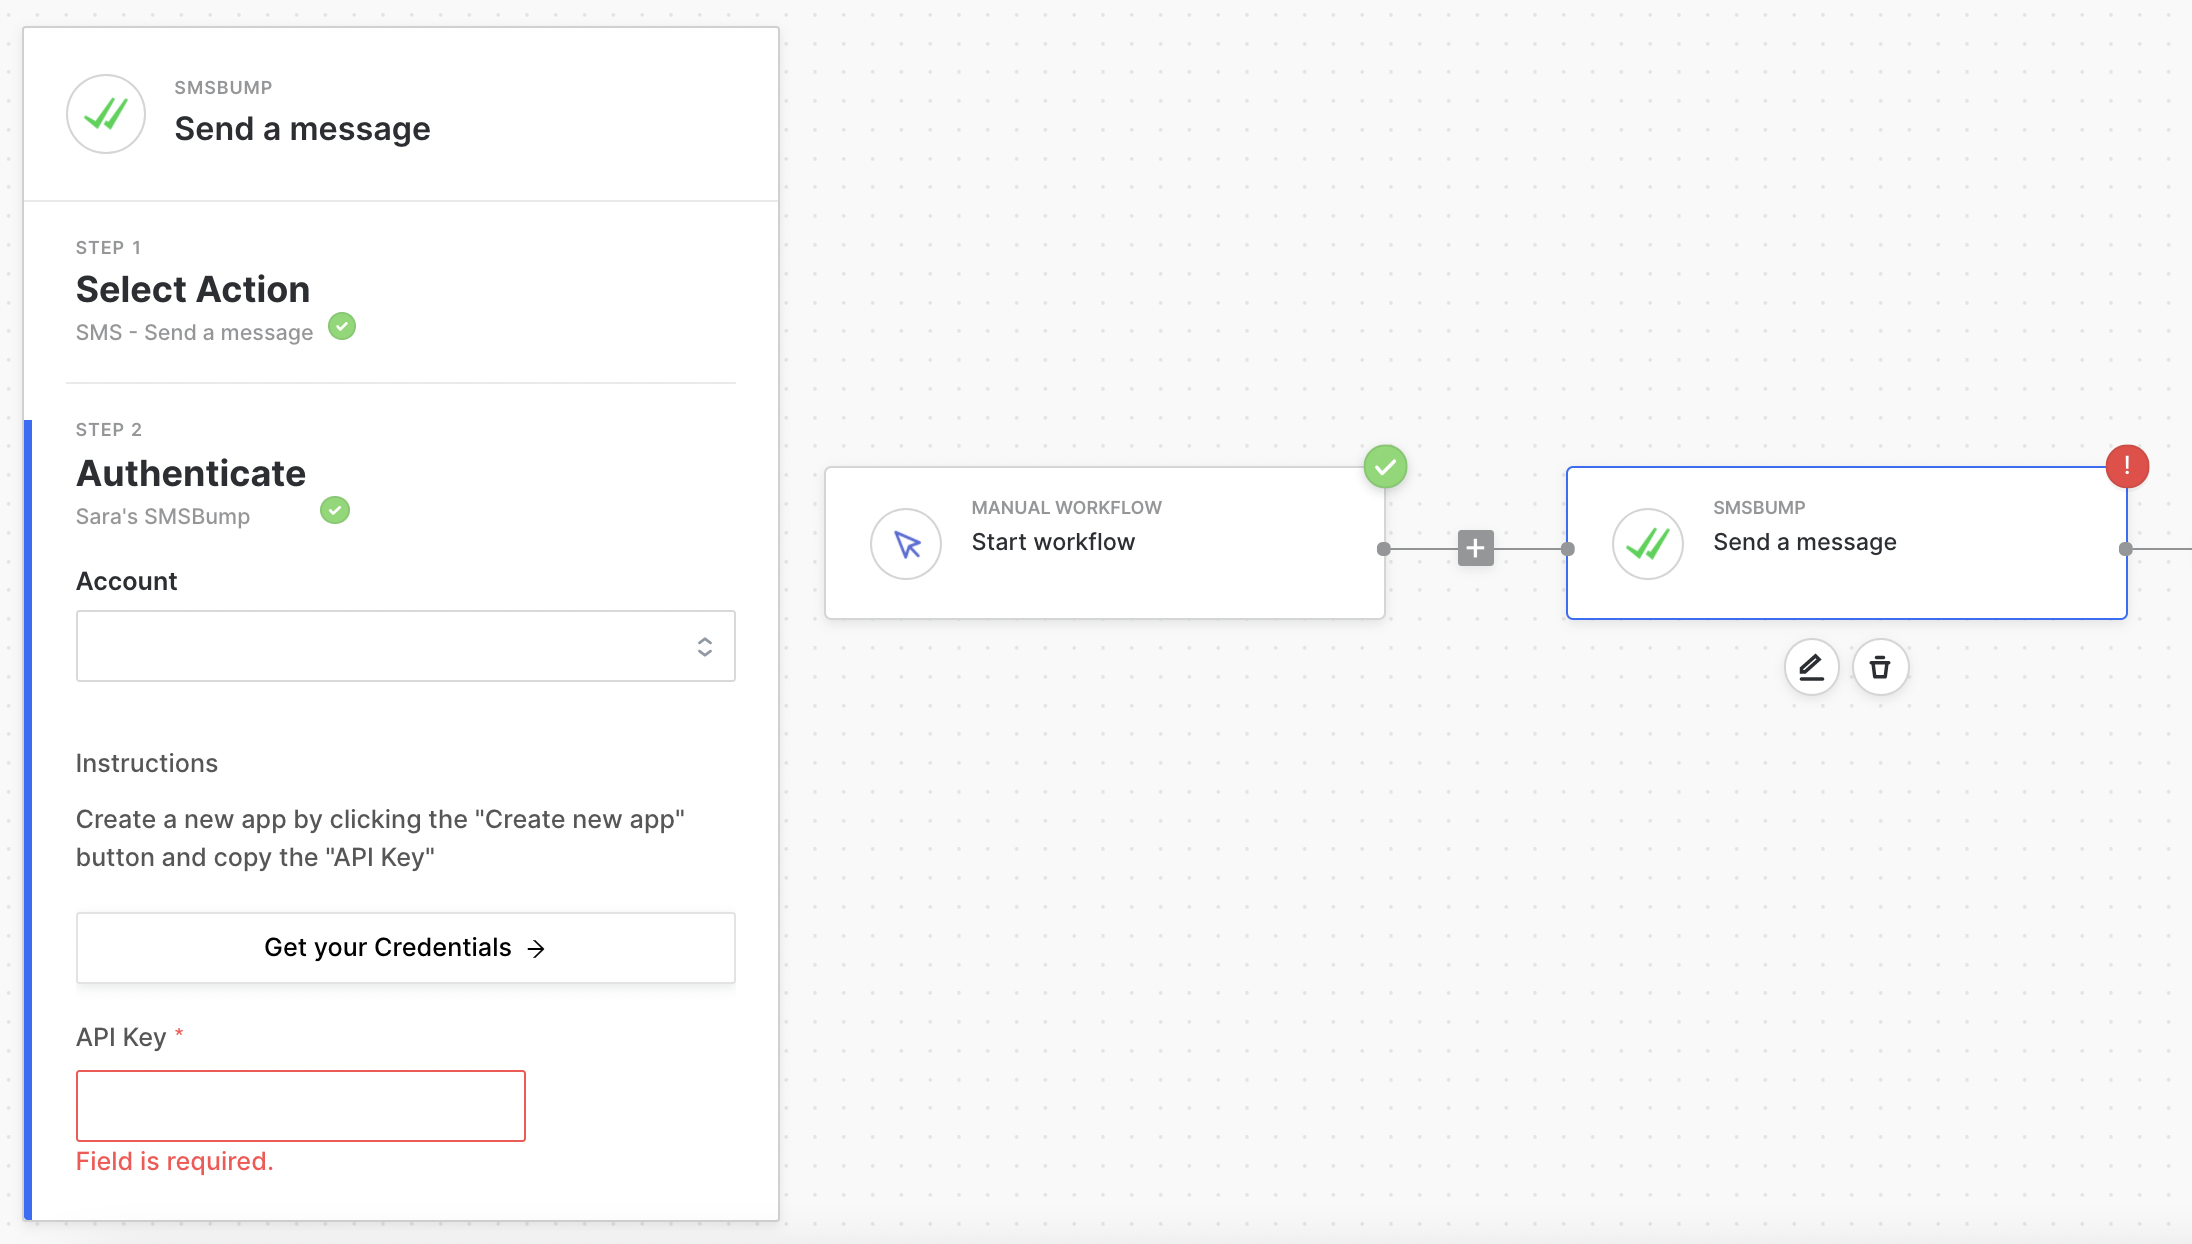 SMSBUMP
Send a message
STEP 1
Select Action
SMS - Send a message
STEP 2
Authenticate
Sara's SMSBump
Account
Instructions
Create a new app by clicking the "Create new app"
button and copy the "API Key"
Get your Credentials →
API Key *
Field is required.
MANUAL WORKFLOW
Start workflow
SMSBUMP
Send a message